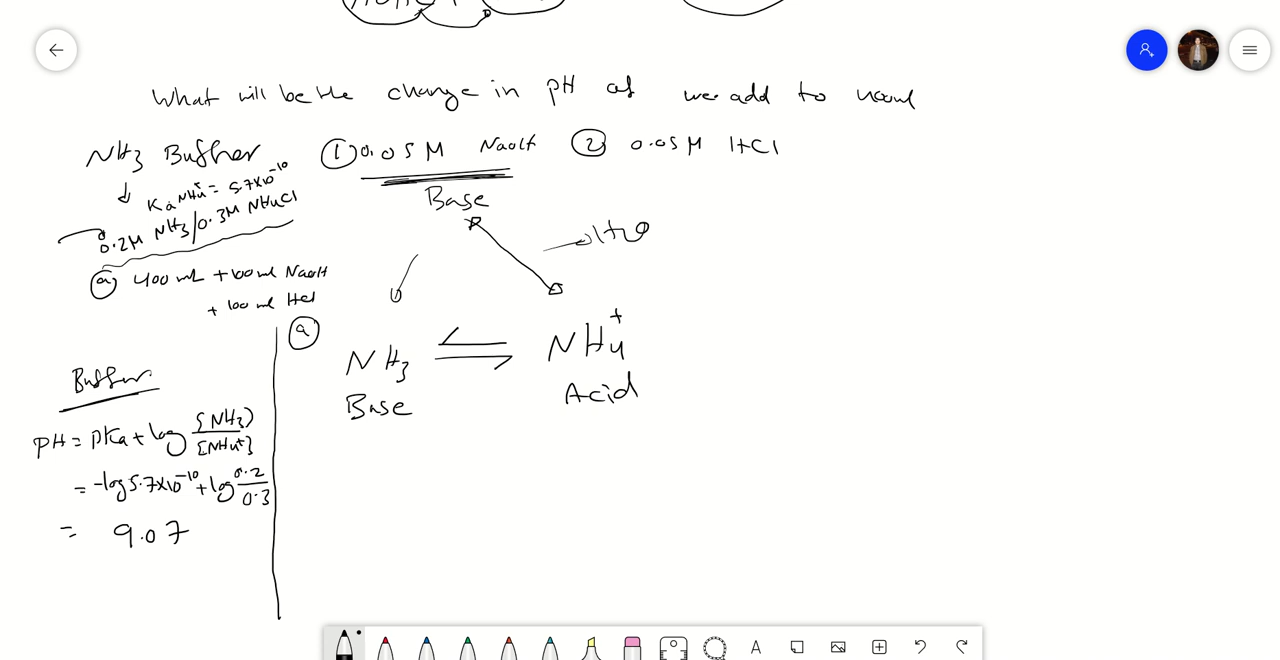 What will be the change in pH of we add to
NH3 Buffer ① 0.05 M NaOH ② 0.05 M HCl
Ka NH4+ = 5.7x10^-10
0.2M NH3/0.3M NH4Cl
Base
H2O
ⓐ 400 mL + 100 mL NaOH
+ 100 mL HCl
ⓐ
NH3 ⇌ NH4+
Base Acid
Buffer
pH = pKa + log [NH3]/[NH4+]
= -log 5.7x10^-10 + log 0.2/0.3
= 9.07
A